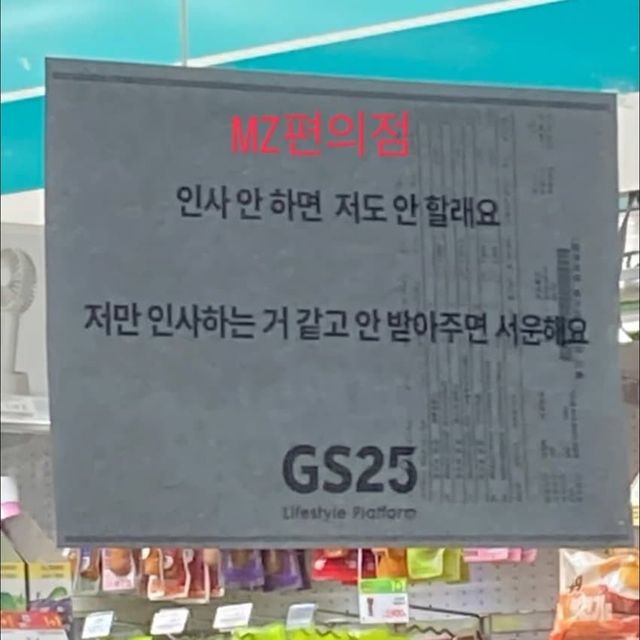 MZ편의점
인사 안 하면 저도 안 할래요
저만 인사하는 거 같고 안 받아주면 서운해요
GS25
Lifestyle Platform